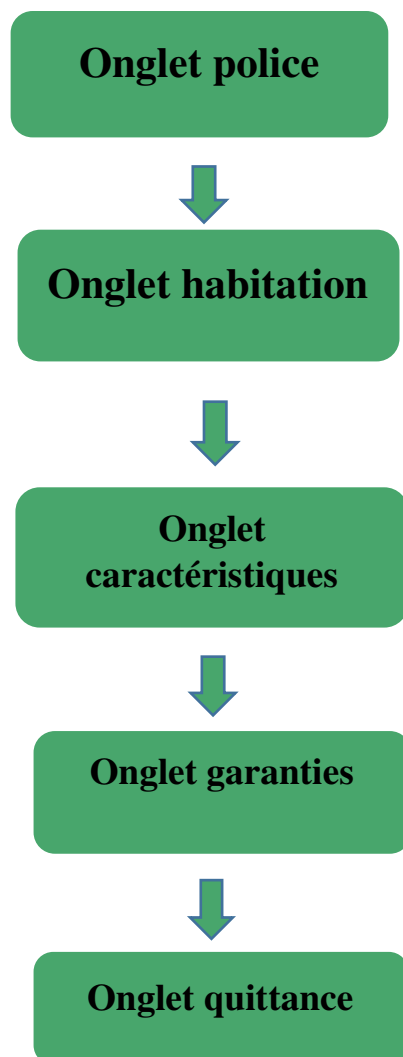 Onglet police
Onglet habitation
Onglet
caractéristiques
Onglet garanties
Onglet quittance